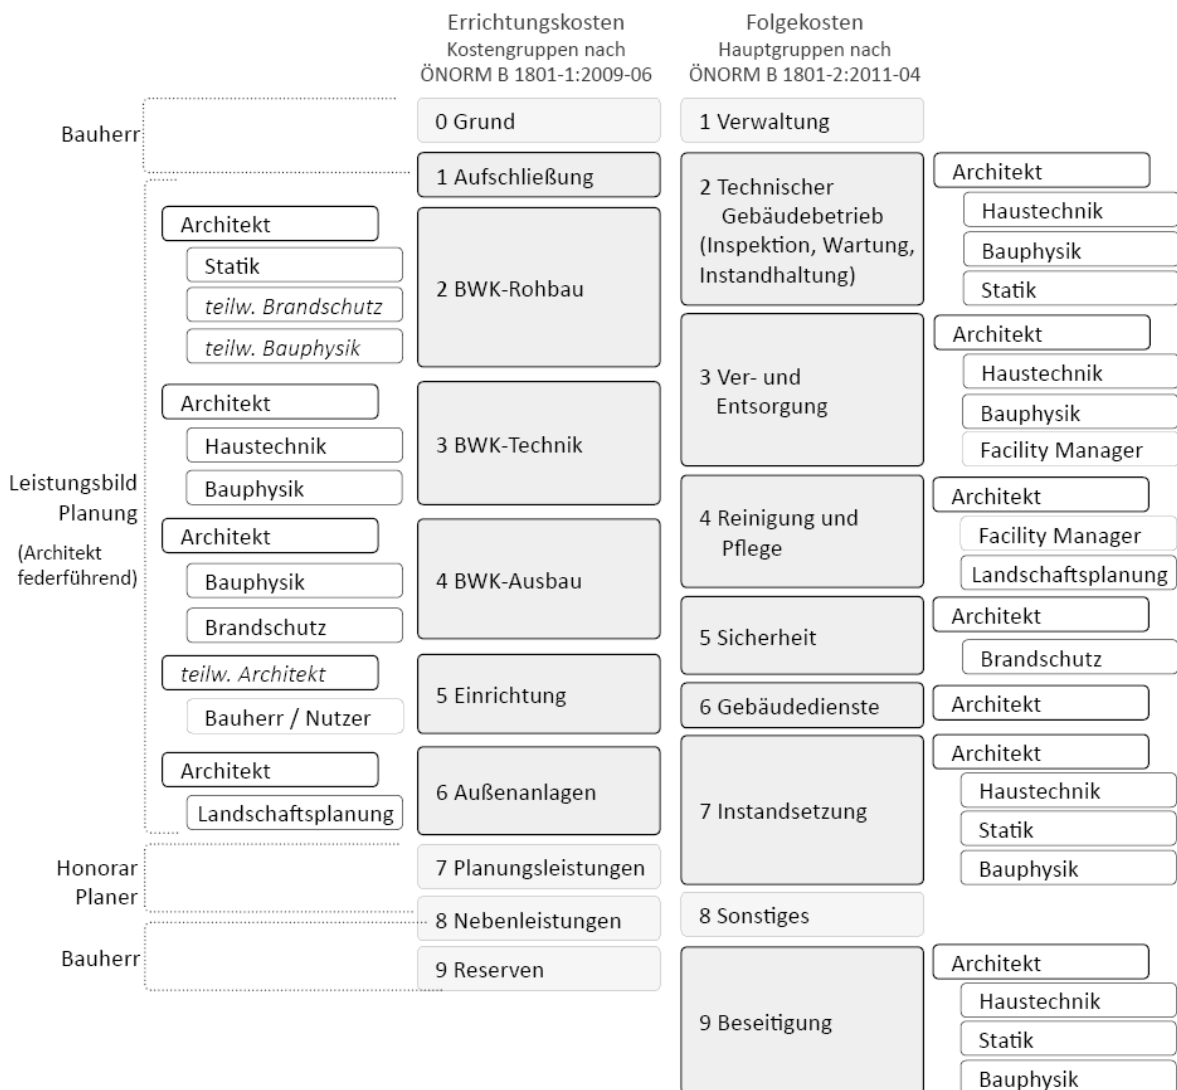 Errichtungskosten
Kostengruppen nach
ÖNORM B 1801-1:2009-06
Folgekosten
Hauptgruppen nach
ÖNORM B 1801-2:2011-04
Bauherr
Leistungsbild
Planung
(Architekt
federführend)
Honorar
Planer
Bauherr
Architekt
Statik
teilw. Brandschutz
teilw. Bauphysik
Architekt
Haustechnik
Bauphysik
Architekt
Bauphysik
Brandschutz
teilw. Architekt
Bauherr / Nutzer
Architekt
Landschaftsplanung
0 Grund
1 Aufschließung
2 BWK-Rohbau
3 BWK-Technik
4 BWK-Ausbau
5 Einrichtung
6 Außenanlagen
7 Planungsleistungen
8 Nebenleistungen
9 Reserven
1 Verwaltung
2 Technischer
Gebäudebetrieb
(Inspektion, Wartung,
Instandhaltung)
3 Ver- und
Entsorgung
4 Reinigung und
Pflege
5 Sicherheit
6 Gebäudedienste
7 Instandsetzung
8 Sonstiges
9 Beseitigung
Architekt
Haustechnik
Bauphysik
Statik
Architekt
Haustechnik
Bauphysik
Facility Manager
Architekt
Facility Manager
Landschaftsplanung
Architekt
Brandschutz
Architekt
Architekt
Haustechnik
Statik
Bauphysik
Architekt
Haustechnik
Statik
Bauphysik